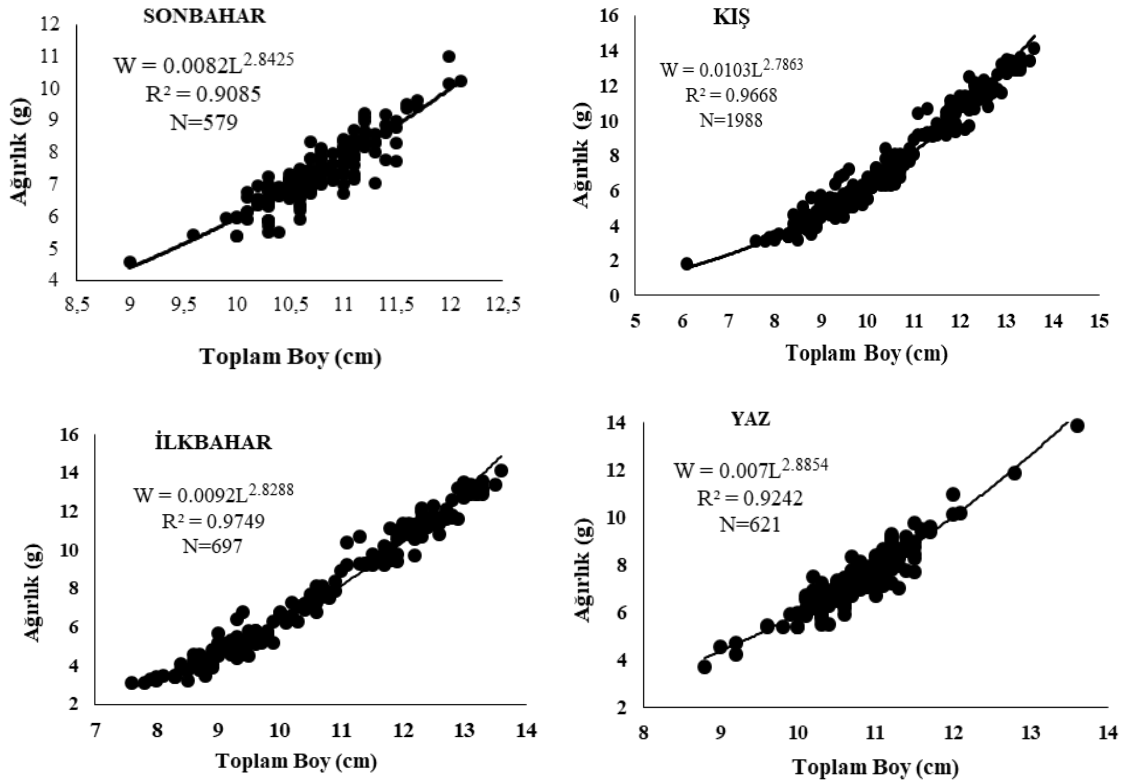 SONBAHAR
W = 0.0082L^2.8425
R² = 0.9085
N=579
Ağırlık (g)
12
11
10
9
8
7
6
5
4
8,5 9 9,5 10 10,5 11 11,5 12 12,5
Toplam Boy (cm)
KIŞ
W = 0.0103L^2.7863
R² = 0.9668
N=1988
Ağırlık (g)
16
14
12
10
8
6
4
2
0
5 6 7 8 9 10 11 12 13 14 15
Toplam Boy (cm)
İLKBAHAR
W = 0.0092L^2.8288
R² = 0.9749
N=697
Ağırlık (g)
16
14
12
10
8
6
4
2
7 8 9 10 11 12 13 14
Toplam Boy (cm)
YAZ
W = 0.007L^2.8854
R² = 0.9242
N=621
Ağırlık (g)
14
12
10
8
6
4
2
8 9 10 11 12 13 14
Toplam Boy (cm)